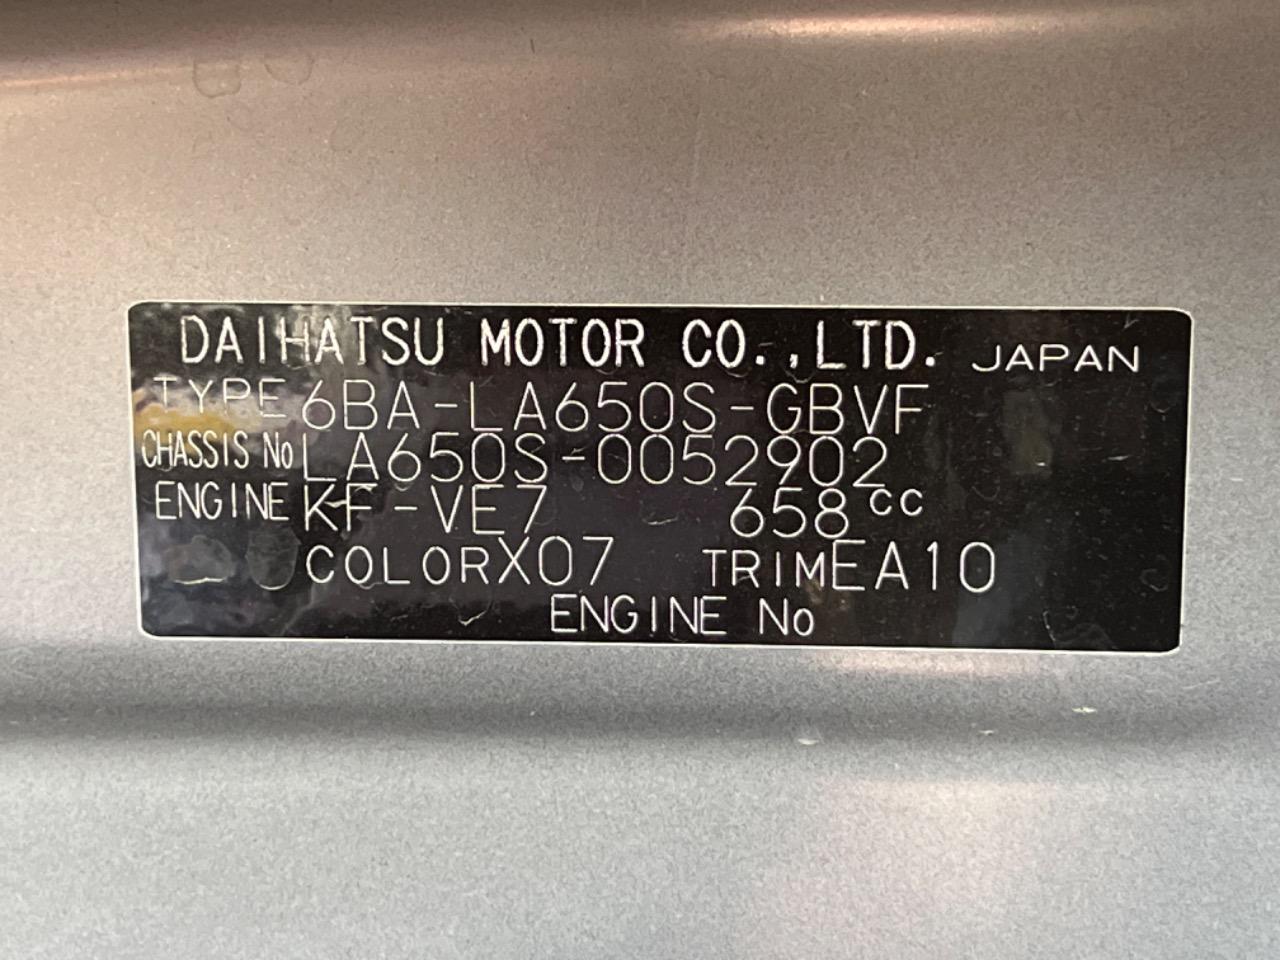 DAIHATSU MOTOR CO.,LTD. JAPAN
TYPE 6BA-LA650S-GBVF
CHASSIS No LA650S-0052902
ENGINE KF-VE7 658cc
COLOR X07 TRIM EA10
ENGINE No